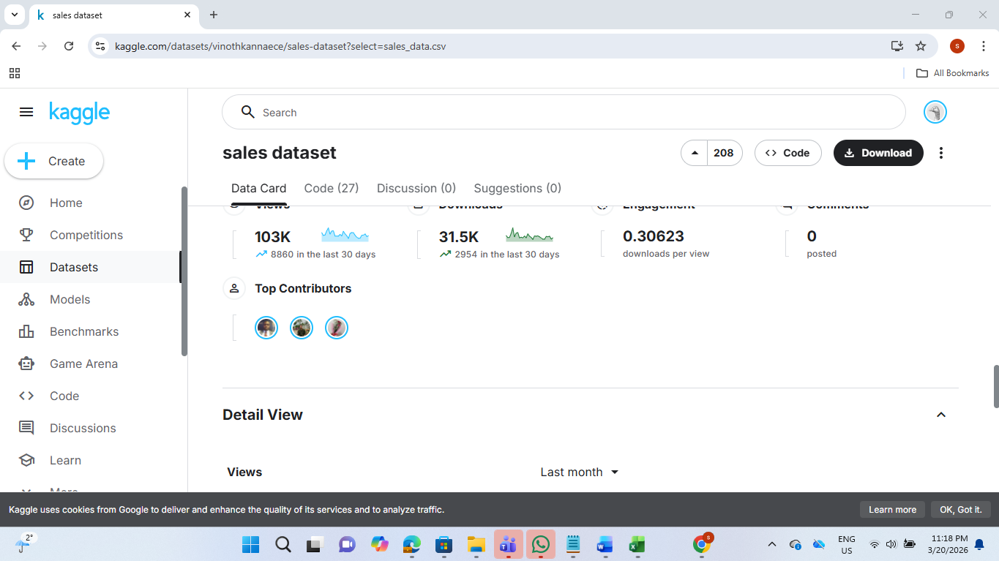 sales dataset
kaggle.com/datasets/vinothkannaece/sales-dataset?select=sales_data.csv
S
All Bookmarks
kaggle
Search
Create
sales dataset
208
Code
Download
Home
Data Card
Code (27)
Discussion (0)
Suggestions (0)
Views
Downloads
Engagement
Comments
Competitions
103K
31.5K
0.30623
0
8860 in the last 30 days
2954 in the last 30 days
downloads per view
posted
Datasets
Top Contributors
Models
Benchmarks
Game Arena
Code
Detail View
Discussions
Learn
Views
Last month
More
Kaggle uses cookies from Google to deliver and enhance the quality of its services and to analyze traffic.
Learn more
OK, Got it.
2°
S
ENG
US
11:18 PM
3/20/2026